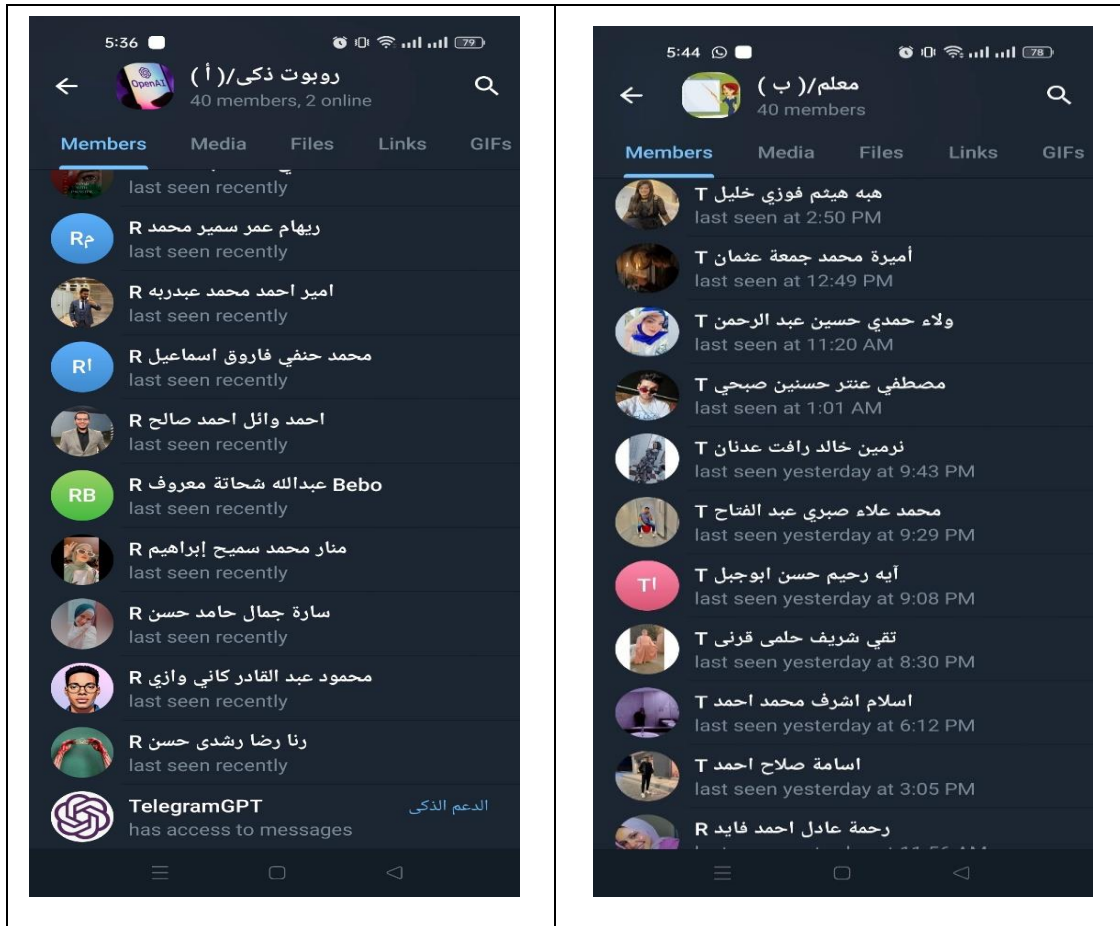 5:36
79
روبوت ذكى/( أ )
40 members, 2 online
OpenAI
Members Media Files Links GIFs
last seen recently
ريهام عمر سمير محمد R
Rم
last seen recently
امير احمد محمد عبدربه R
last seen recently
محمد حنفي فاروق اسماعيل R
Rا
last seen recently
احمد وائل احمد صالح R
last seen recently
Bebo عبدالله شحاتة معروف R
RB
last seen recently
منار محمد سميح إبراهيم R
last seen recently
سارة جمال حامد حسن R
last seen recently
محمود عبد القادر كاني وازي R
last seen recently
رنا رضا رشدى حسن R
last seen recently
TelegramGPT الدعم الذكى
has access to messages
5:44
78
معلم/( ب )
40 members
Members Media Files Links GIFs
هبه هيثم فوزي خليل T
last seen at 2:50 PM
أميرة محمد جمعة عثمان T
last seen at 12:49 PM
ولاء حمدي حسين عبد الرحمن T
last seen at 11:20 AM
مصطفي عنتر حسنين صبحي T
last seen at 1:01 AM
نرمين خالد رافت عدنان T
last seen yesterday at 9:43 PM
محمد علاء صبري عبد الفتاح T
last seen yesterday at 9:29 PM
آيه رحيم حسن ابوجبل T
Tا
last seen yesterday at 9:08 PM
تقي شريف حلمى قرنى T
last seen yesterday at 8:30 PM
اسلام اشرف محمد احمد T
last seen yesterday at 6:12 PM
اسامة صلاح احمد T
last seen yesterday at 3:05 PM
رحمة عادل احمد فايد R